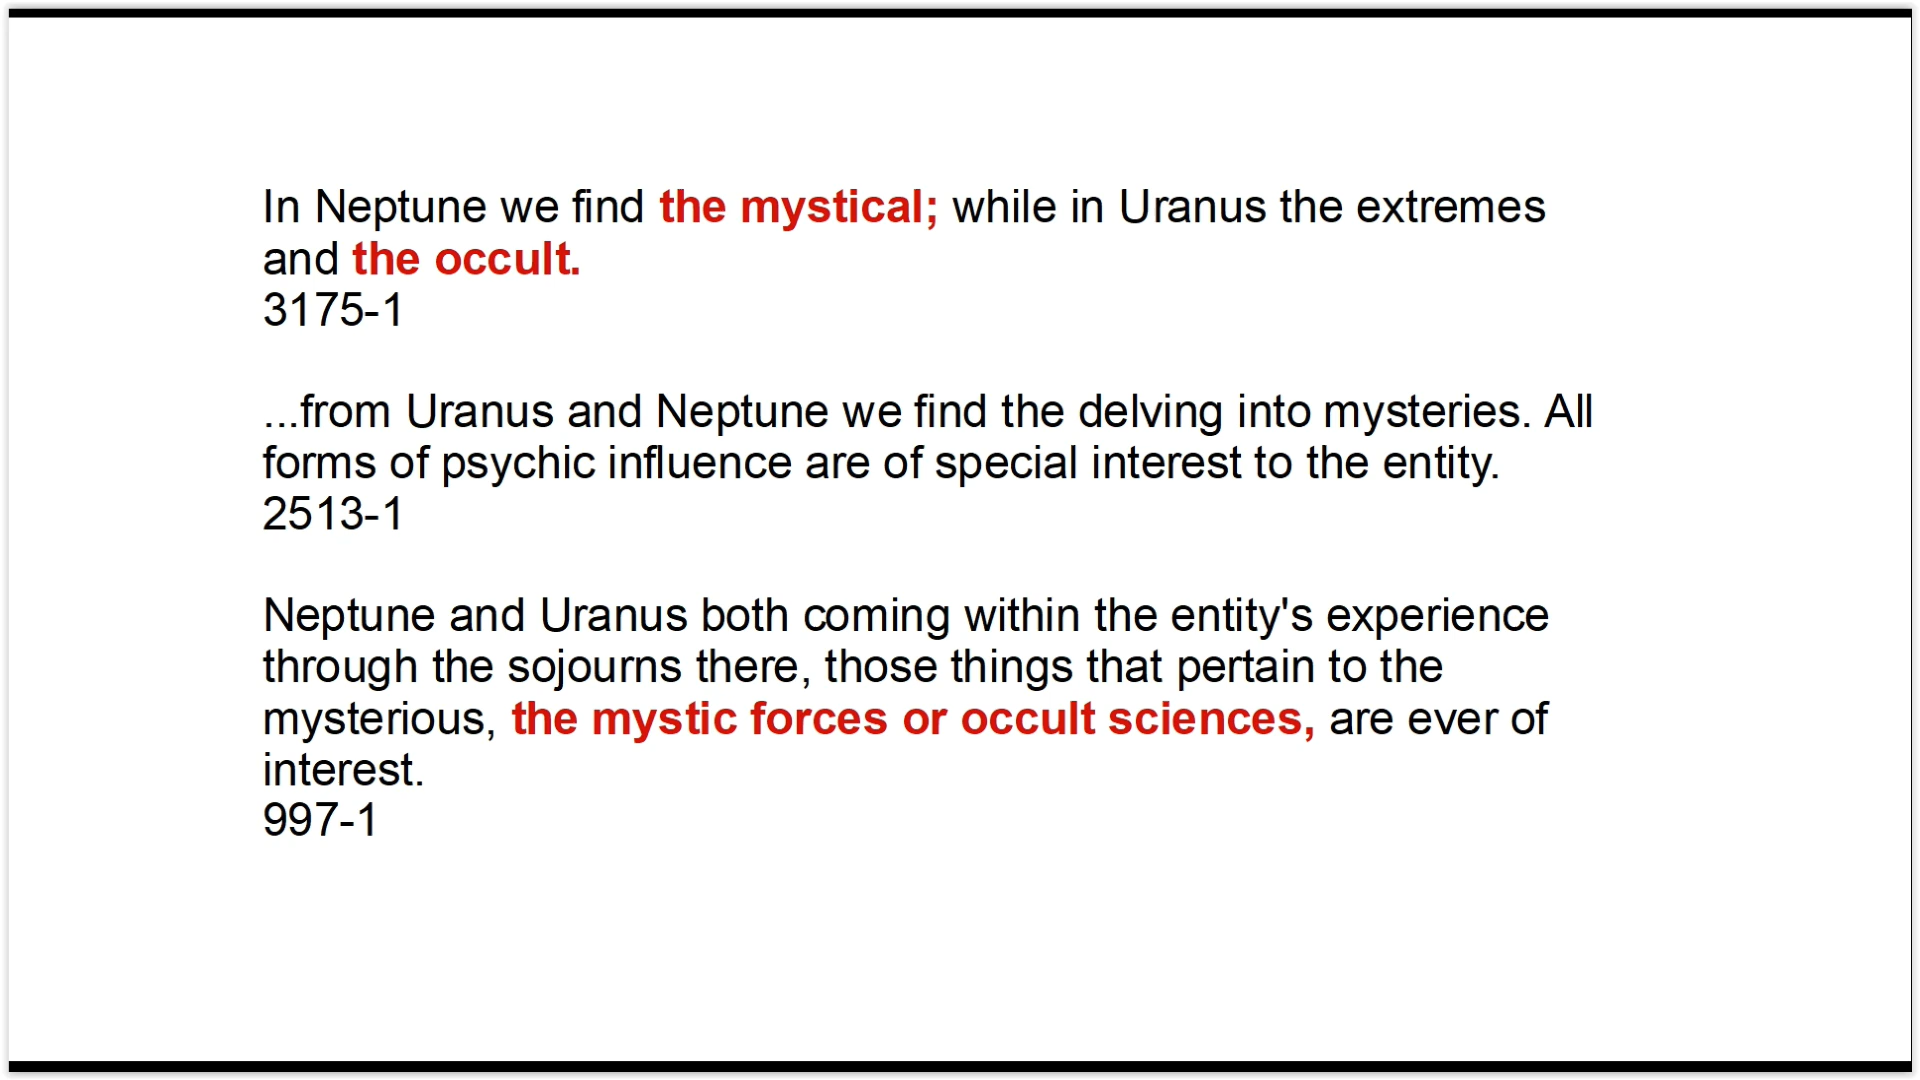 In Neptune we find the mystical; while in Uranus the extremes
and the occult.
3175-1
...from Uranus and Neptune we find the delving into mysteries. All
forms of psychic influence are of special interest to the entity.
2513-1
Neptune and Uranus both coming within the entity's experience
through the sojourns there, those things that pertain to the
mysterious, the mystic forces or occult sciences, are ever of
interest.
997-1